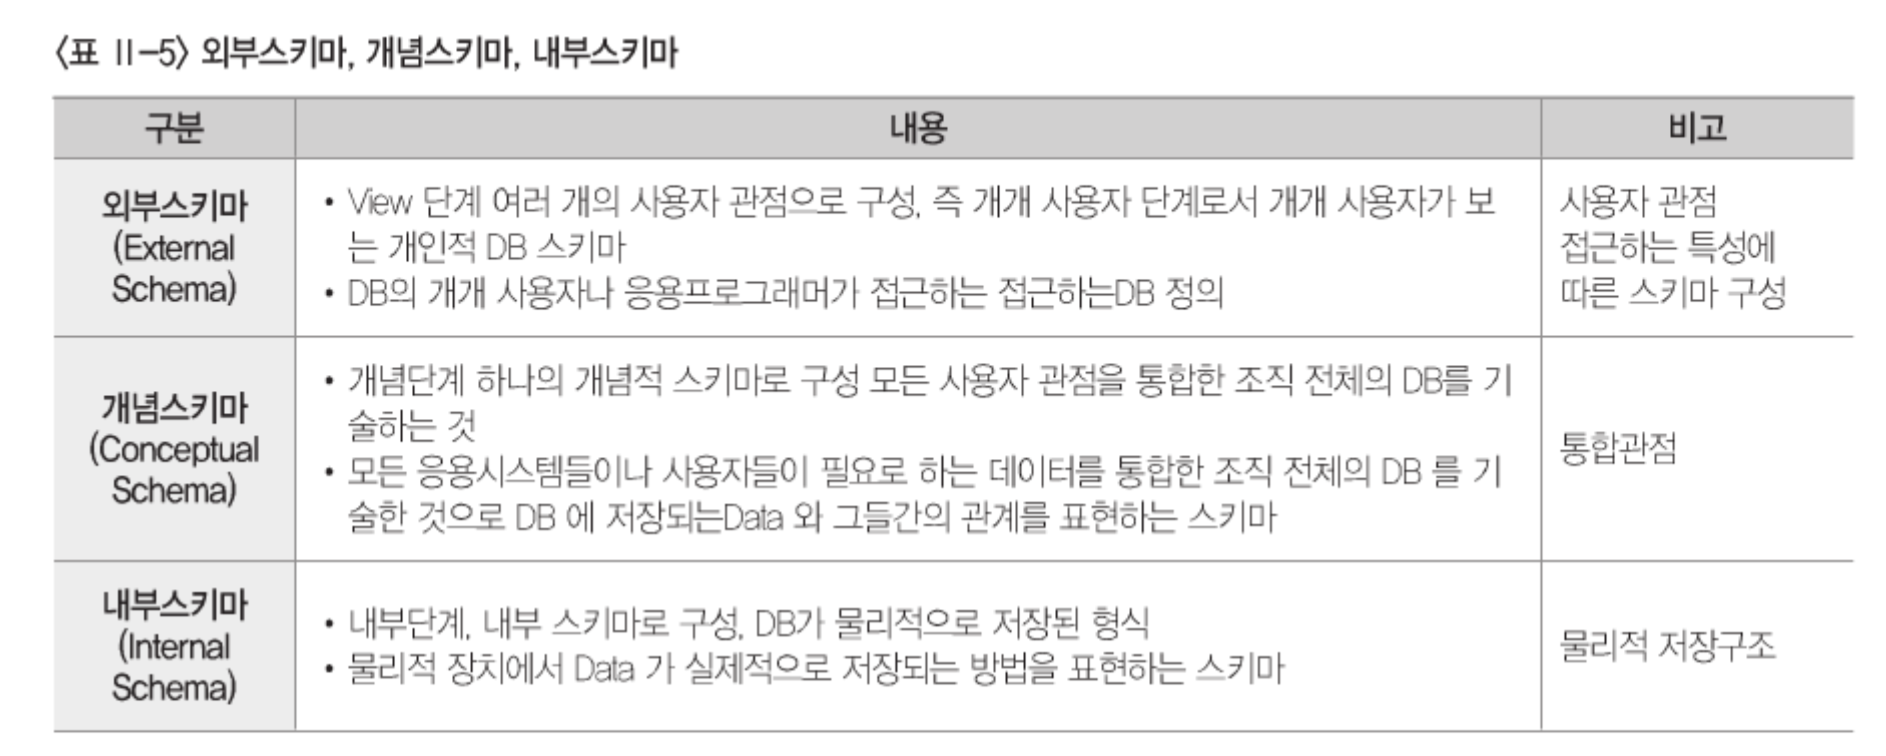 〈표 Ⅱ-5〉 외부스키마, 개념스키마, 내부스키마
구분
내용
비고
외부스키마
(External
Schema)
• View 단계 여러 개의 사용자 관점으로 구성, 즉 개개 사용자 단계로서 개개 사용자가 보
는 개인적 DB 스키마
• DB의 개개 사용자나 응용프로그래머가 접근하는 접근하는DB 정의
사용자 관점
접근하는 특성에
따른 스키마 구성
개념스키마
(Conceptual
Schema)
• 개념단계 하나의 개념적 스키마로 구성 모든 사용자 관점을 통합한 조직 전체의 DB를 기
술하는 것
• 모든 응용시스템들이나 사용자들이 필요로 하는 데이터를 통합한 조직 전체의 DB 를 기
술한 것으로 DB 에 저장되는Data 와 그들간의 관계를 표현하는 스키마
통합관점
내부스키마
(Internal
Schema)
• 내부단계, 내부 스키마로 구성, DB가 물리적으로 저장된 형식
• 물리적 장치에서 Data 가 실제적으로 저장되는 방법을 표현하는 스키마
물리적 저장구조